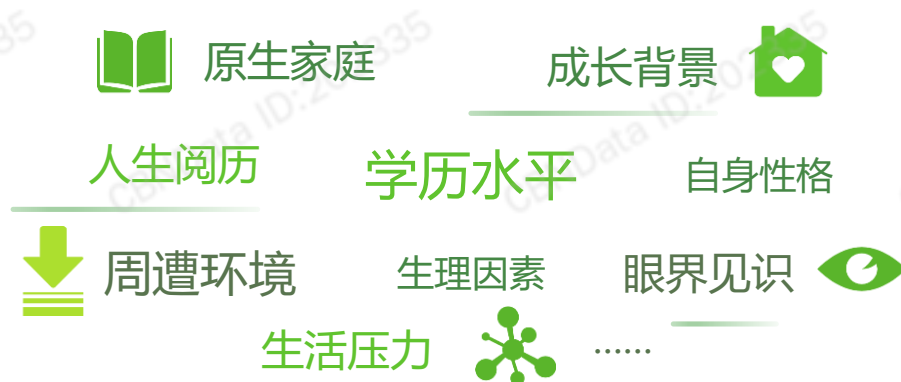 原生家庭
成长背景
人生阅历
学历水平
自身性格
周遭环境
生理因素
眼界见识
生活压力
……